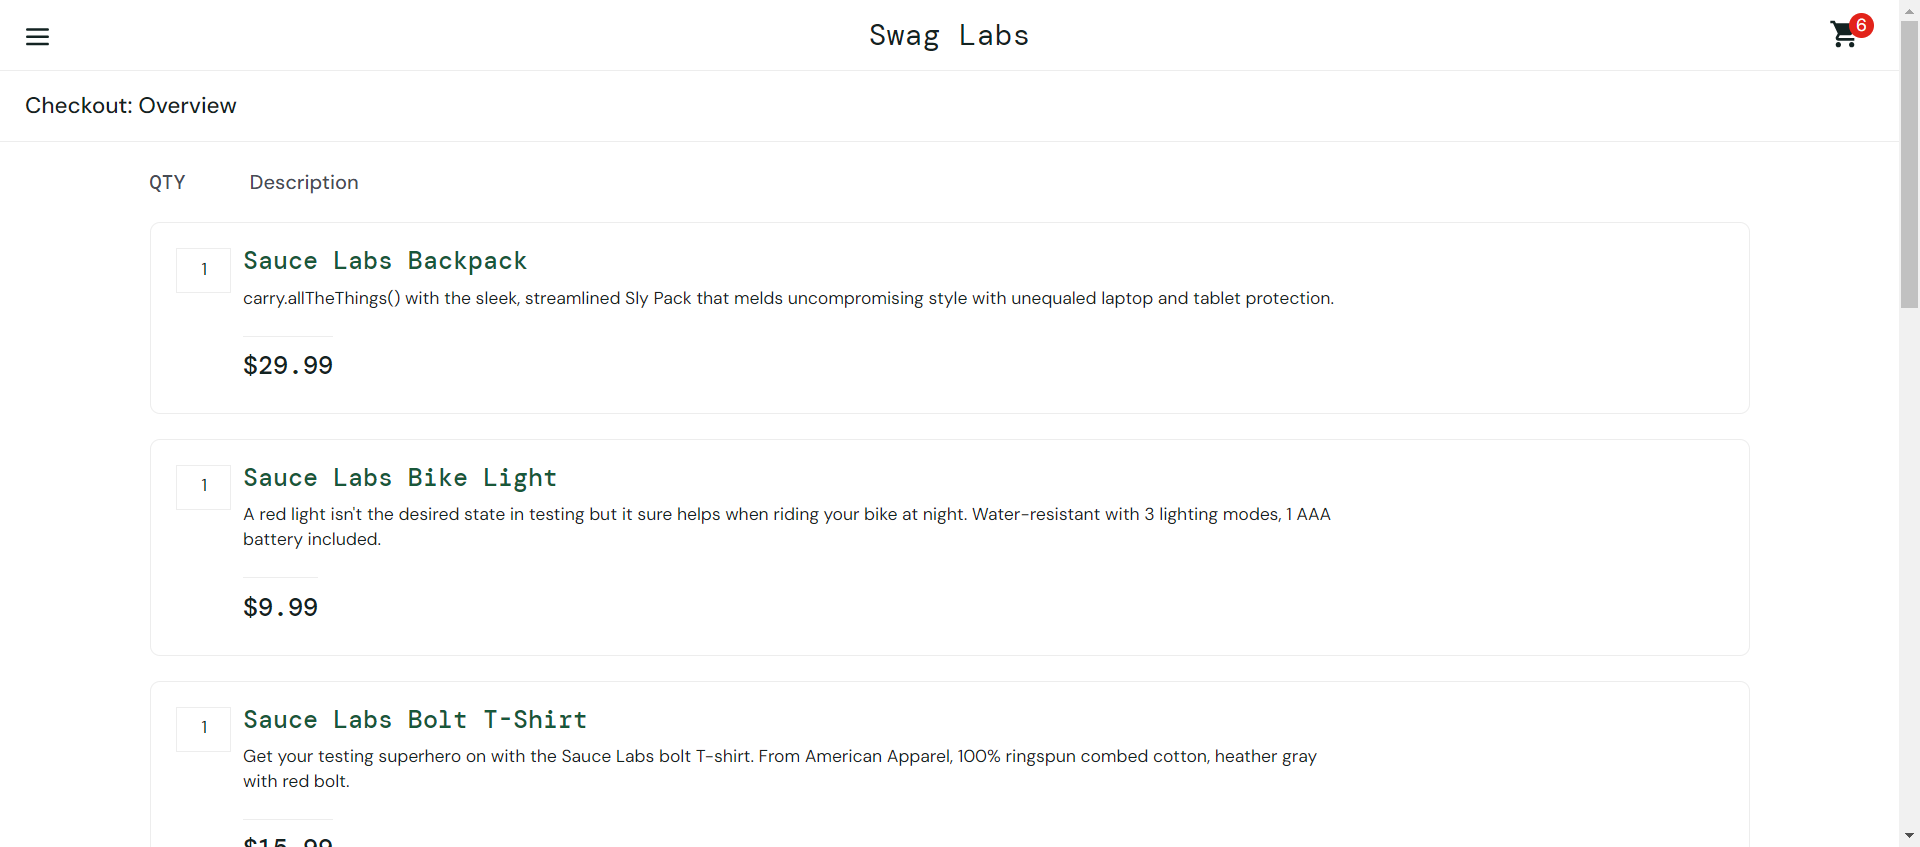 Swag Labs
6
Checkout: Overview
QTY Description
1
Sauce Labs Backpack
carry.allTheThings() with the sleek, streamlined Sly Pack that melds uncompromising style with unequaled laptop and tablet protection.
$29.99
1
Sauce Labs Bike Light
A red light isn't the desired state in testing but it sure helps when riding your bike at night. Water-resistant with 3 lighting modes, 1 AAA
battery included.
$9.99
1
Sauce Labs Bolt T-Shirt
Get your testing superhero on with the Sauce Labs bolt T-shirt. From American Apparel, 100% ringspun combed cotton, heather gray
with red bolt.
$15.99